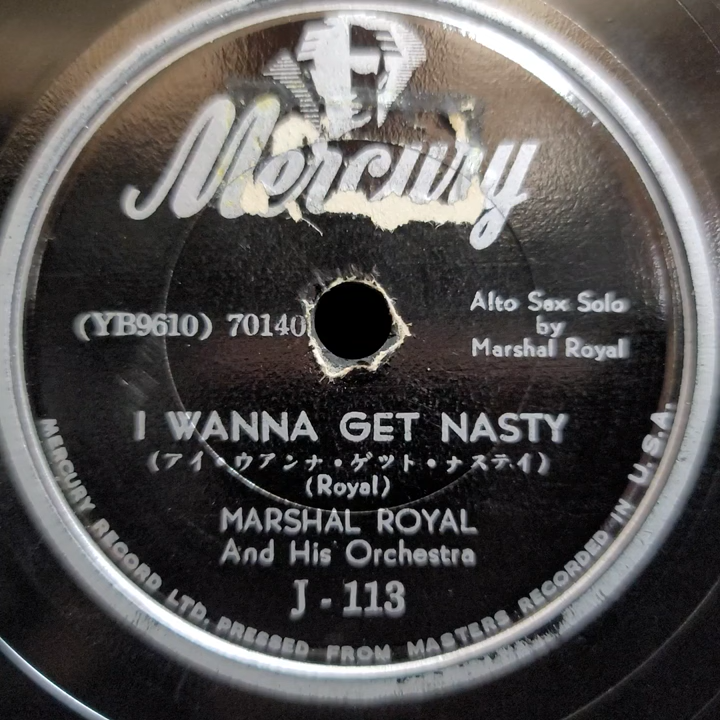 Mercury
(YB9610) 70140
Alto Sax Solo
by
Marshal Royal
I WANNA GET NASTY
(アイ・ウアンナ・ゲツト・ナステイ)
(Royal)
MARSHAL ROYAL
And His Orchestra
J - 113
MERCURY RECORD LTD. PRESSED FROM MASTERS RECORDED IN U.S.A.